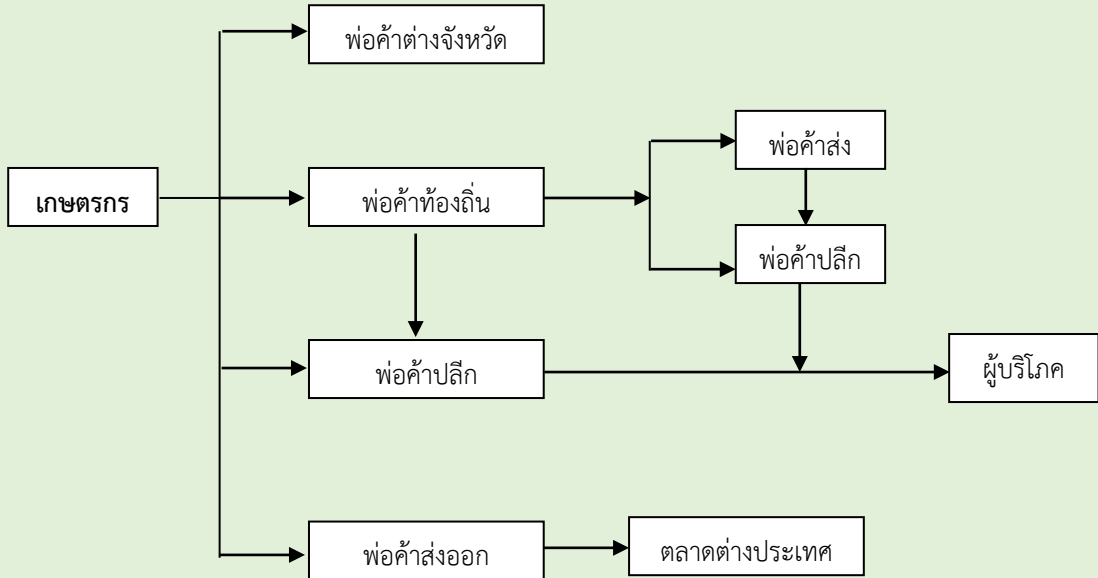 พ่อค้าต่างจังหวัด
พ่อค้าส่ง
เกษตรกร
พ่อค้าท้องถิ่น
พ่อค้าปลีก
พ่อค้าปลีก
ผู้บริโภค
พ่อค้าส่งออก
ตลาดต่างประเทศ